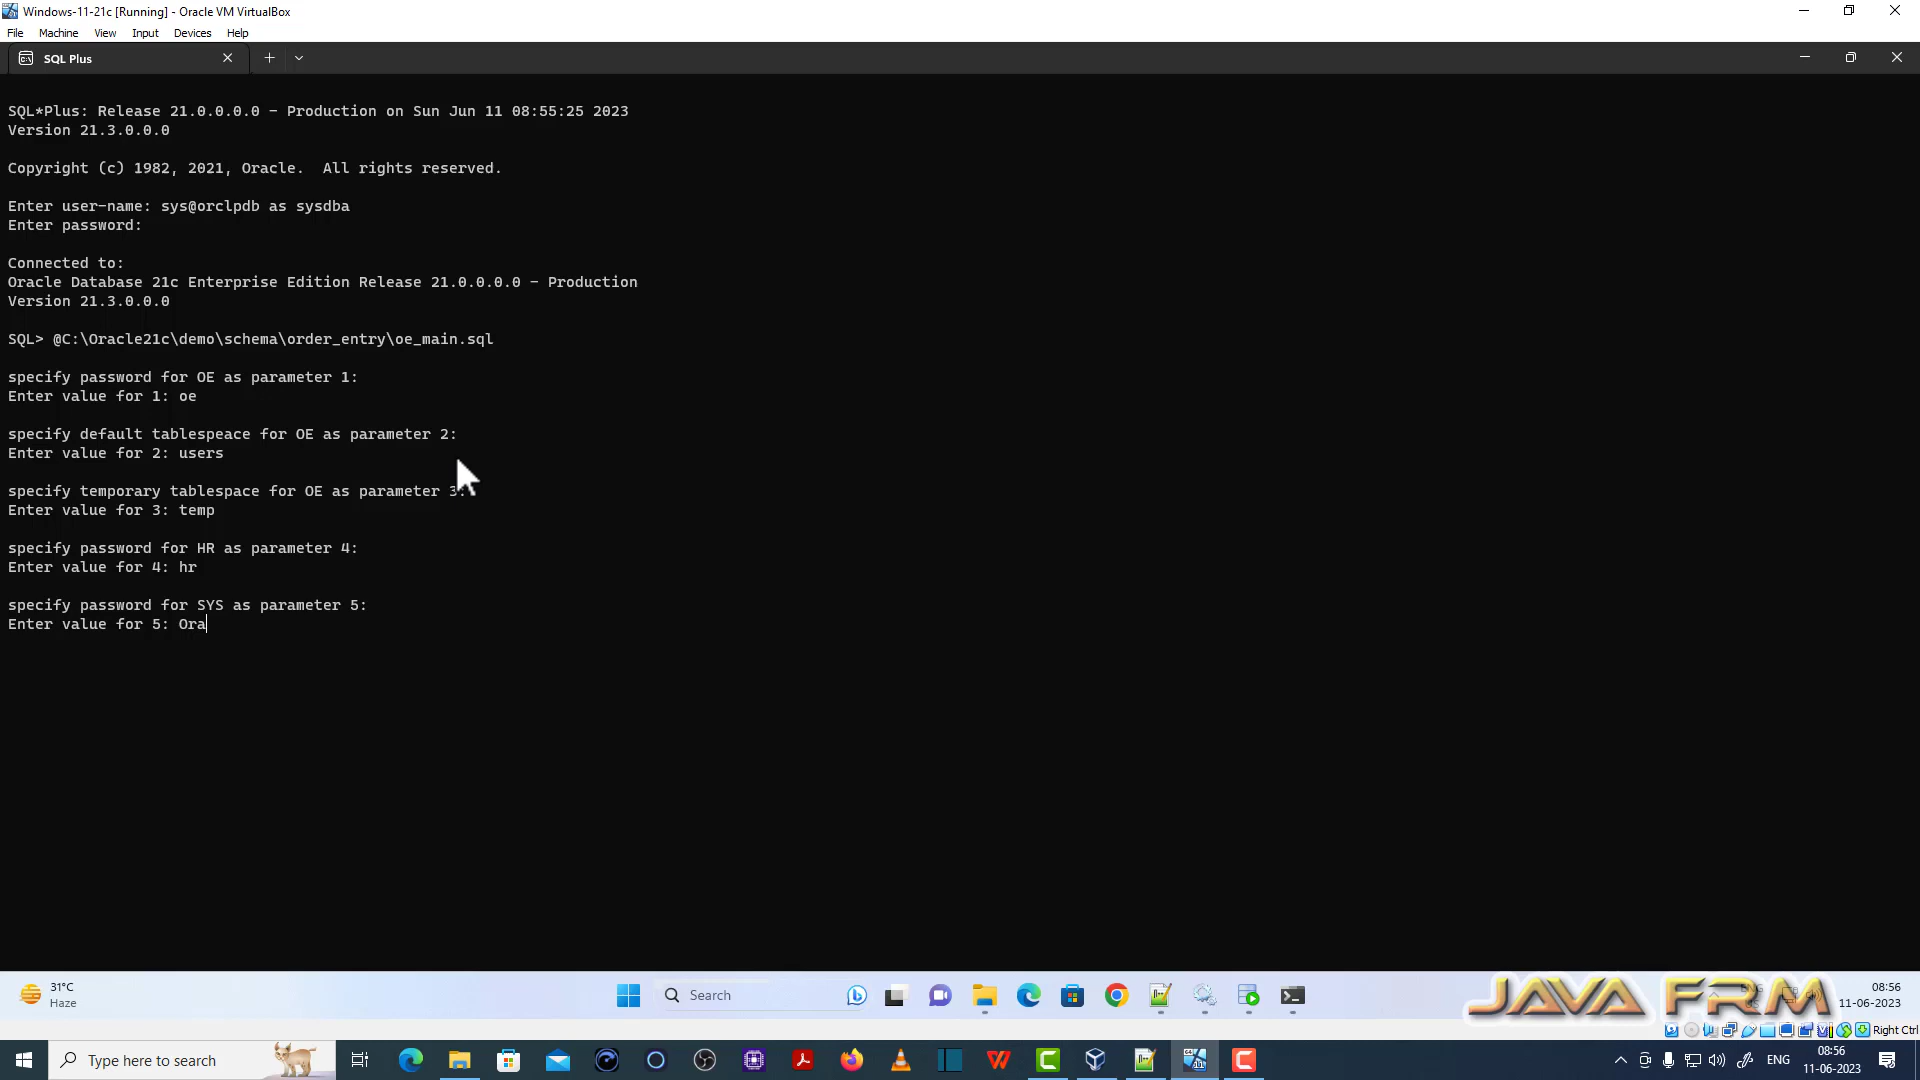 Windows-11-21c [Running] - Oracle VM VirtualBox
File Machine View Input Devices Help
SQL Plus
SQL*Plus: Release 21.0.0.0.0 - Production on Sun Jun 11 08:55:25 2023
Version 21.3.0.0.0
Copyright (c) 1982, 2021, Oracle.  All rights reserved.
Enter user-name: sys@orclpdb as sysdba
Enter password:
Connected to:
Oracle Database 21c Enterprise Edition Release 21.0.0.0.0 - Production
Version 21.3.0.0.0
SQL> @C:\Oracle21c\demo\schema\order_entry\oe_main.sql
specify password for OE as parameter 1:
Enter value for 1: oe
specify default tablespeace for OE as parameter 2:
Enter value for 2: users
specify temporary tablespace for OE as parameter 3:
Enter value for 3: temp
specify password for HR as parameter 4:
Enter value for 4: hr
specify password for SYS as parameter 5:
Enter value for 5: Ora
31°C
Haze
Search
JAVA FRM
08:56
11-06-2023
Right Ctrl
Type here to search
ENG
08:56
11-06-2023